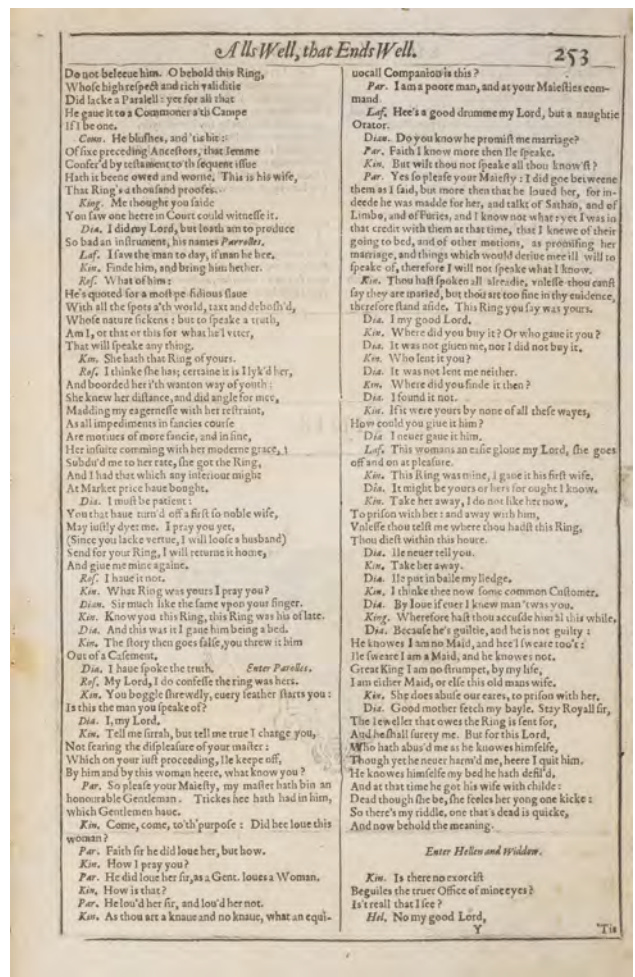 Alls Well, that Ends Well.
253
Do not beleeue him. O behold this Ring,
Whose high respect and rich validitie
Did lacke a Paralell: yet for all that
He gaue it to a Commoner a'th Campe
If I be one.
Coun. He blushes, and 'tis hit:
Of sixe preceding Ancestors, that Iemme
Confer'd by testament to'th sequent issue
Hath it beene owed and worne. This is his wife,
That Ring's a thousand proofes.
King. Me thought you saide
You saw one heere in Court could witnesse it.
Dia. I did my Lord, but loath am to produce
So bad an instrument, his names Parrolles.
Laf. I saw the man to day, if man he bee.
Kin. Finde him, and bring him hether.
Ros. What of him:
He's quoted for a most perfidious slaue
With all the spots a'th world, taxt and debosh'd,
Whose nature sickens: but to speake a truth,
Am I, or that or this for what he'l vtter,
That will speake any thing.
Kin. She hath that Ring of yours.
Ros. I thinke she has; certaine it is I lyk'd her,
And boorded her i'th wanton way of youth:
She knew her distance, and did angle for mee,
Madding my eagernesse with her restraint,
As all impediments in fancies course
Are motiues of more fancie, and in fine,
Her insuite comming with her moderne grace,
Subdu'd me to her rate, she got the Ring,
And I had that which any inferiour might
At Market price haue bought.
Dia. I must be patient:
You that haue turn'd off a first so noble wife,
May iustly dyet me. I pray you yet,
(Since you lacke vertue, I will loose a husband)
Send for your Ring, I will returne it home,
And giue me mine againe.
Ros. I haue it not.
Kin. What Ring was yours I pray you?
Dian. Sir much like the same vpon your finger.
Kin. Know you this Ring, this Ring was his of late.
Dia. And this was it I gaue him being a bed.
Kin. The story then goes false, you threw it him
Out of a Casement.
Dia. I haue spoke the truth. Enter Parolles.
Ros. My Lord, I do confesse the ring was hers.
Kin. You boggle shrewdly, euery feather starts you:
Is this the man you speake of?
Dia. I, my Lord.
Kin. Tell me sirrah, but tell me true I charge you,
Not fearing the displeasure of your master:
Which on your iust proceeding, Ile keepe off,
By him and by this woman heere, what know you?
Par. So please your Maiesty, my master hath bin an
honourable Gentleman. Trickes hee hath had in him,
which Gentlemen haue.
Kin. Come, come, to'th'purpose: Did hee loue this
woman?
Par. Faith sir he did loue her, but how.
Kin. How I pray you?
Par. He did loue her sir, as a Gent. loues a Woman.
Kin. How is that?
Par. He lou'd her sir, and lou'd her not.
Kin. As thou art a knaue and no knaue, what an equi-
uocall Companion is this?
Par. I am a poore man, and at your Maiesties com-
mand.
Laf. Hee's a good drumme my Lord, but a naughtie
Orator.
Dian. Do you know he promist me marriage?
Par. Faith I know more then Ile speake.
Kin. But wilt thou not speake all thou know'st?
Par. Yes so please your Maiesty: I did goe betweene
them as I said, but more then that he loued her, for in-
deede he was madde for her, and talkt of Sathan, and of
Limbo, and of Furies, and I know not what: yet I was in
that credit with them at that time, that I knewe of their
going to bed, and of other motions, as promising her
marriage, and things which would deriue mee ill will to
speake of, therefore I will not speake what I know.
Kin. Thou hast spoken all alreadie, vnlesse thou canst
say they are maried, but thou art too fine in thy euidence,
therefore stand aside. This Ring you say was yours.
Dia. I my good Lord.
Kin. Where did you buy it? Or who gaue it you?
Dia. It was not giuen me, nor I did not buy it.
Kin. Who lent it you?
Dia. It was not lent me neither.
Kin. Where did you finde it then?
Dia. I found it not.
Kin. If it were yours by none of all these wayes,
How could you giue it him?
Dia. I neuer gaue it him.
Laf. This womans an easie gloue my Lord, she goes
off and on at pleasure.
Kin. This Ring was mine, I gaue it his first wife.
Dia. It might be yours or hers for ought I know.
Kin. Take her away, I do not like her now,
To prison with her: and away with him,
Vnlesse thou telst me where thou hadst this Ring,
Thou diest within this houre.
Dia. Ile neuer tell you.
Kin. Take her away.
Dia. Ile put in baile my liedge.
Kin. I thinke thee now some common Customer.
Dia. By Ioue if euer I knew man 'twas you.
King. Wherefore hast thou accusde him al this while,
Dia. Because he's guiltie, and he is not guilty:
He knowes I am no Maid, and hee'l sweare too't:
Ile sweare I am a Maid, and he knowes not.
Great King I am no strumpet, by my life,
I am either Maid, or else this old mans wife.
Kin. She does abuse our eares, to prison with her.
Dia. Good mother fetch my bayle. Stay Royall sir,
The Ieweller that owes the Ring is sent for,
And he shall surety me. But for this Lord,
Who hath abus'd me as he knowes himselfe,
Though yet he neuer harm'd me, heere I quit him.
He knowes himselfe my bed he hath defil'd,
And at that time he got his wife with childe:
Dead though she be, she feeles her yong one kicke:
So there's my riddle, one that's dead is quicke,
And now behold the meaning.
Enter Hellen and Widdow.
Kin. Is there no exorcist
Beguiles the truer Office of mine eyes?
Is't reall that I see?
Hel. No my good Lord,
Y
'Tis